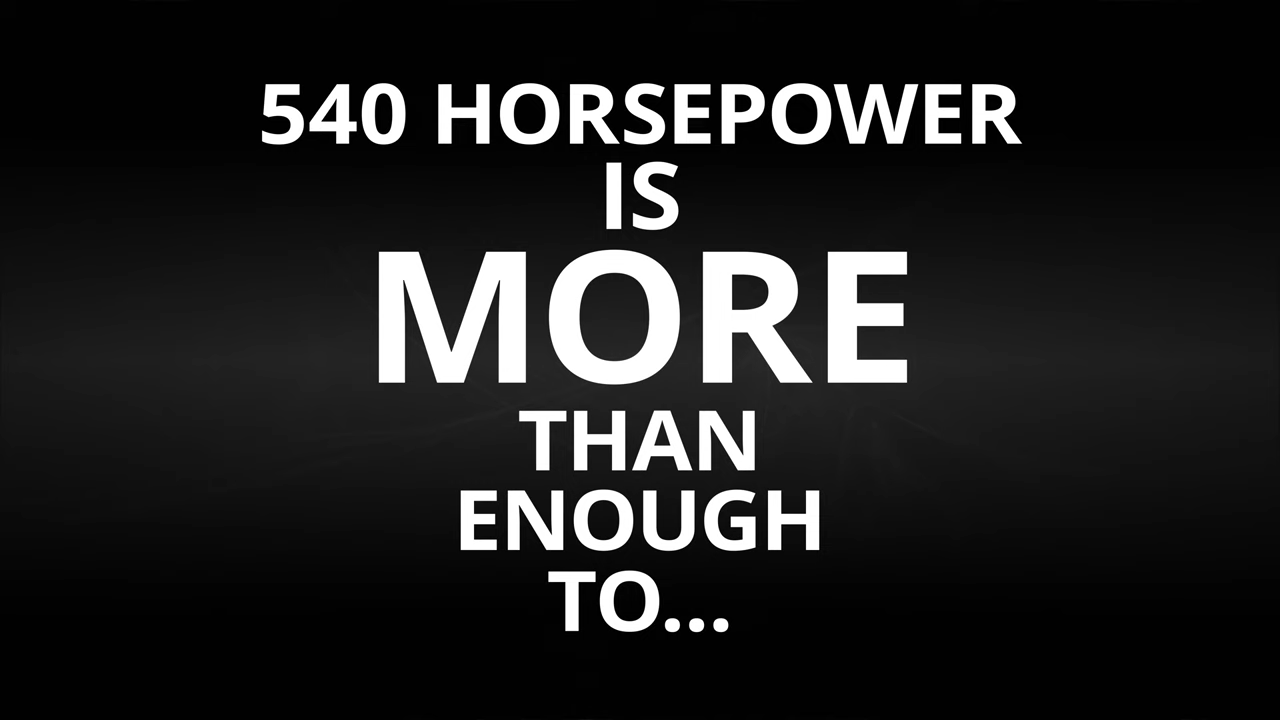 540 HORSEPOWER
IS
MORE
THAN
ENOUGH
TO...